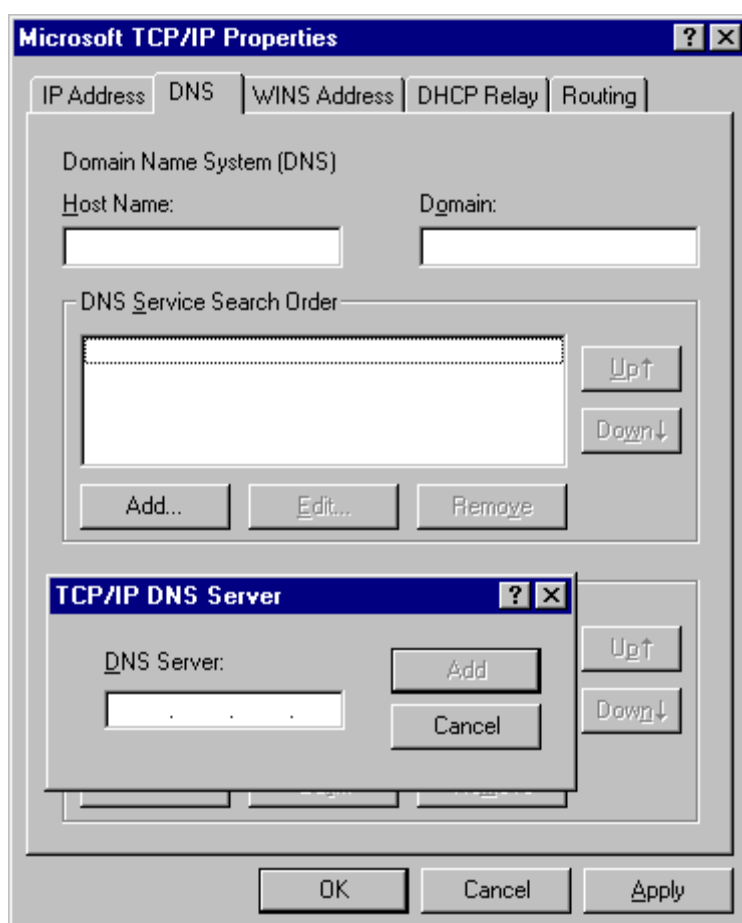 Microsoft TCP/IP Properties
IP Address DNS WINS Address DHCP Relay Routing
Domain Name System (DNS)
Host Name: Domain:
DNS Service Search Order
Up↑
Down↓
Add... Edit... Remove
TCP/IP DNS Server
DNS Server:
. . .
Add
Cancel
Up↑
Down↓
OK Cancel Apply